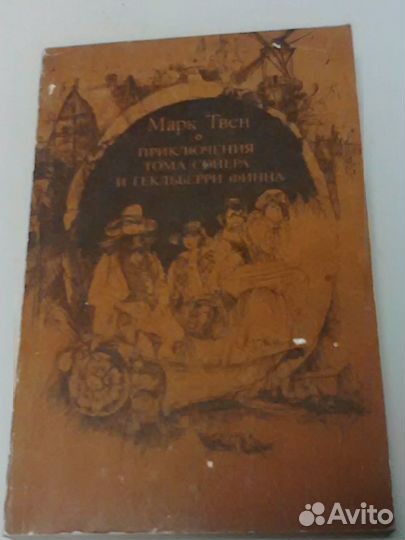 Марк Твен
ПРИКЛЮЧЕНИЯ
ТОМА СОЙЕРА
И ГЕКЛЬБЕРРИ ФИННА
Avito